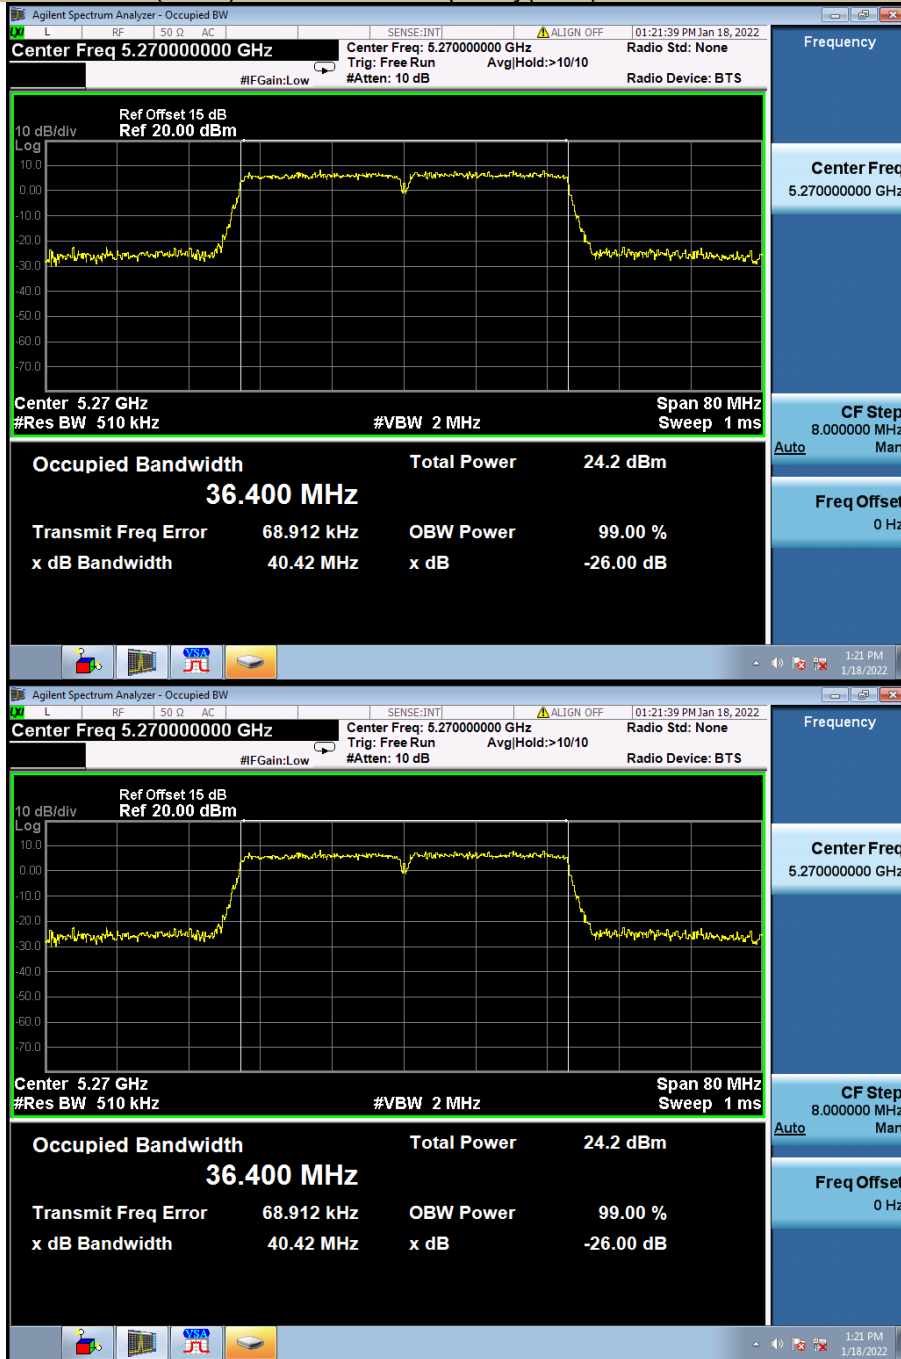 Agilent Spectrum Analyzer - Occupied BW
LXI L RF 50 Ω AC SENSE:INT ALIGN OFF 01:21:39 PM Jan 18, 2022
Center Freq 5.270000000 GHz
Center Freq: 5.270000000 GHz Radio Std: None
Trig: Free Run Avg|Hold:>10/10
#IFGain:Low #Atten: 10 dB Radio Device: BTS
Frequency
Ref Offset 15 dB
10 dB/div Ref 20.00 dBm
Log
10.0
0.00
-10.0
-20.0
-30.0
-40.0
-50.0
-60.0
-70.0
Center 5.27 GHz Span 80 MHz
#Res BW 510 kHz #VBW 2 MHz Sweep 1 ms
Center Freq
5.270000000 GHz
CF Step
8.000000 MHz
Auto Man
Freq Offset
0 Hz
Occupied Bandwidth Total Power 24.2 dBm
36.400 MHz
Transmit Freq Error 68.912 kHz OBW Power 99.00 %
x dB Bandwidth 40.42 MHz x dB -26.00 dB
VSA
1:21 PM
1/18/2022
Agilent Spectrum Analyzer - Occupied BW
LXI L RF 50 Ω AC SENSE:INT ALIGN OFF 01:21:39 PM Jan 18, 2022
Center Freq 5.270000000 GHz
Center Freq: 5.270000000 GHz Radio Std: None
Trig: Free Run Avg|Hold:>10/10
#IFGain:Low #Atten: 10 dB Radio Device: BTS
Frequency
Ref Offset 15 dB
10 dB/div Ref 20.00 dBm
Log
10.0
0.00
-10.0
-20.0
-30.0
-40.0
-50.0
-60.0
-70.0
Center 5.27 GHz Span 80 MHz
#Res BW 510 kHz #VBW 2 MHz Sweep 1 ms
Center Freq
5.270000000 GHz
CF Step
8.000000 MHz
Auto Man
Freq Offset
0 Hz
Occupied Bandwidth Total Power 24.2 dBm
36.400 MHz
Transmit Freq Error 68.912 kHz OBW Power 99.00 %
x dB Bandwidth 40.42 MHz x dB -26.00 dB
VSA
1:21 PM
1/18/2022